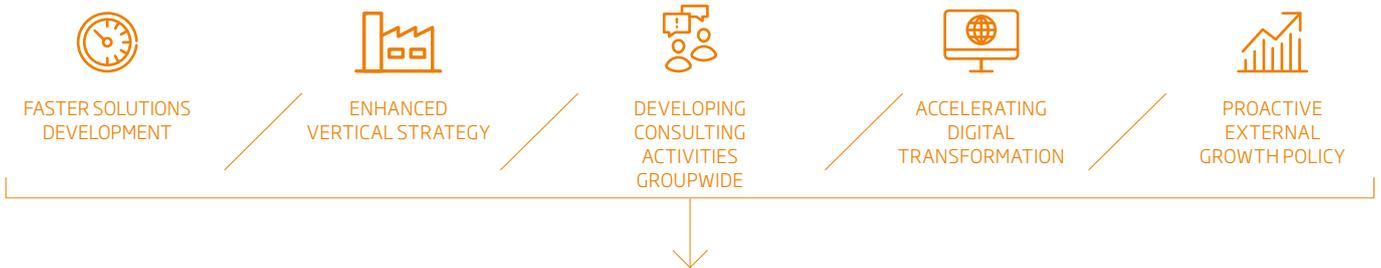 FASTER SOLUTIONS
DEVELOPMENT
ENHANCED
VERTICAL STRATEGY
DEVELOPING
CONSULTING
ACTIVITIES
GROUPWIDE
ACCELERATING
DIGITAL
TRANSFORMATION
PROACTIVE
EXTERNAL
GROWTH POLICY